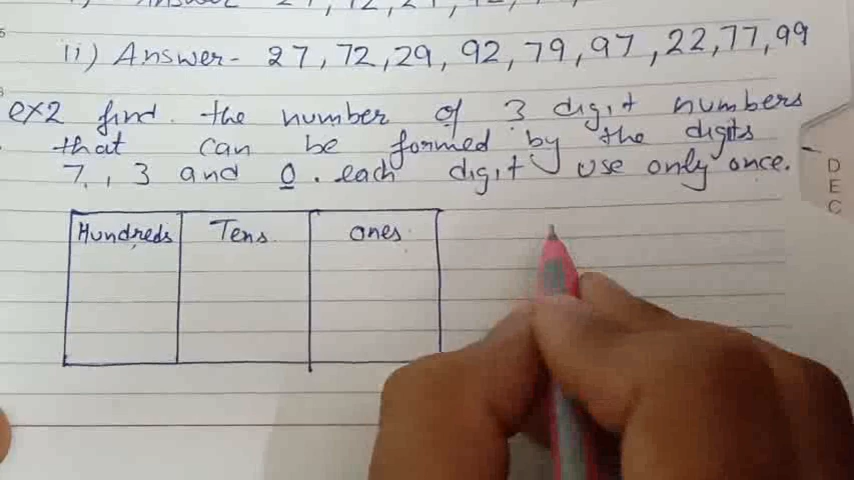 ii) Answer- 27, 72, 29, 92, 79, 97, 22, 77, 99
ex2 find. the number of 3 digit numbers
that can be formed by the digits
7, 3 and 0. each digit use only once.
Hundreds Tens ones
DEC